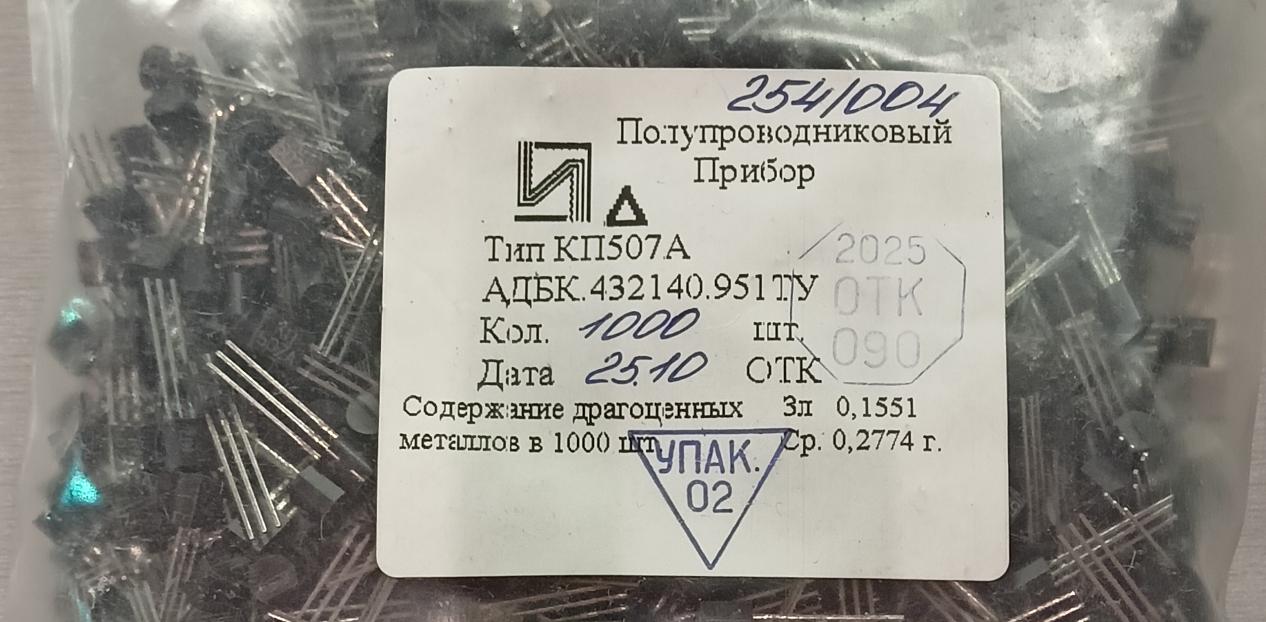 254/004
Полупроводниковый
Прибор
Тип КП507А
АДБК.432140.951ТУ
Кол. 1000 шт.
Дата 25.10 ОТК
2025
ОТК
090
Содержание драгоценных Зл 0,1551
металлов в 1000 шт. Ср. 0,2774 г.
УПАК.
02